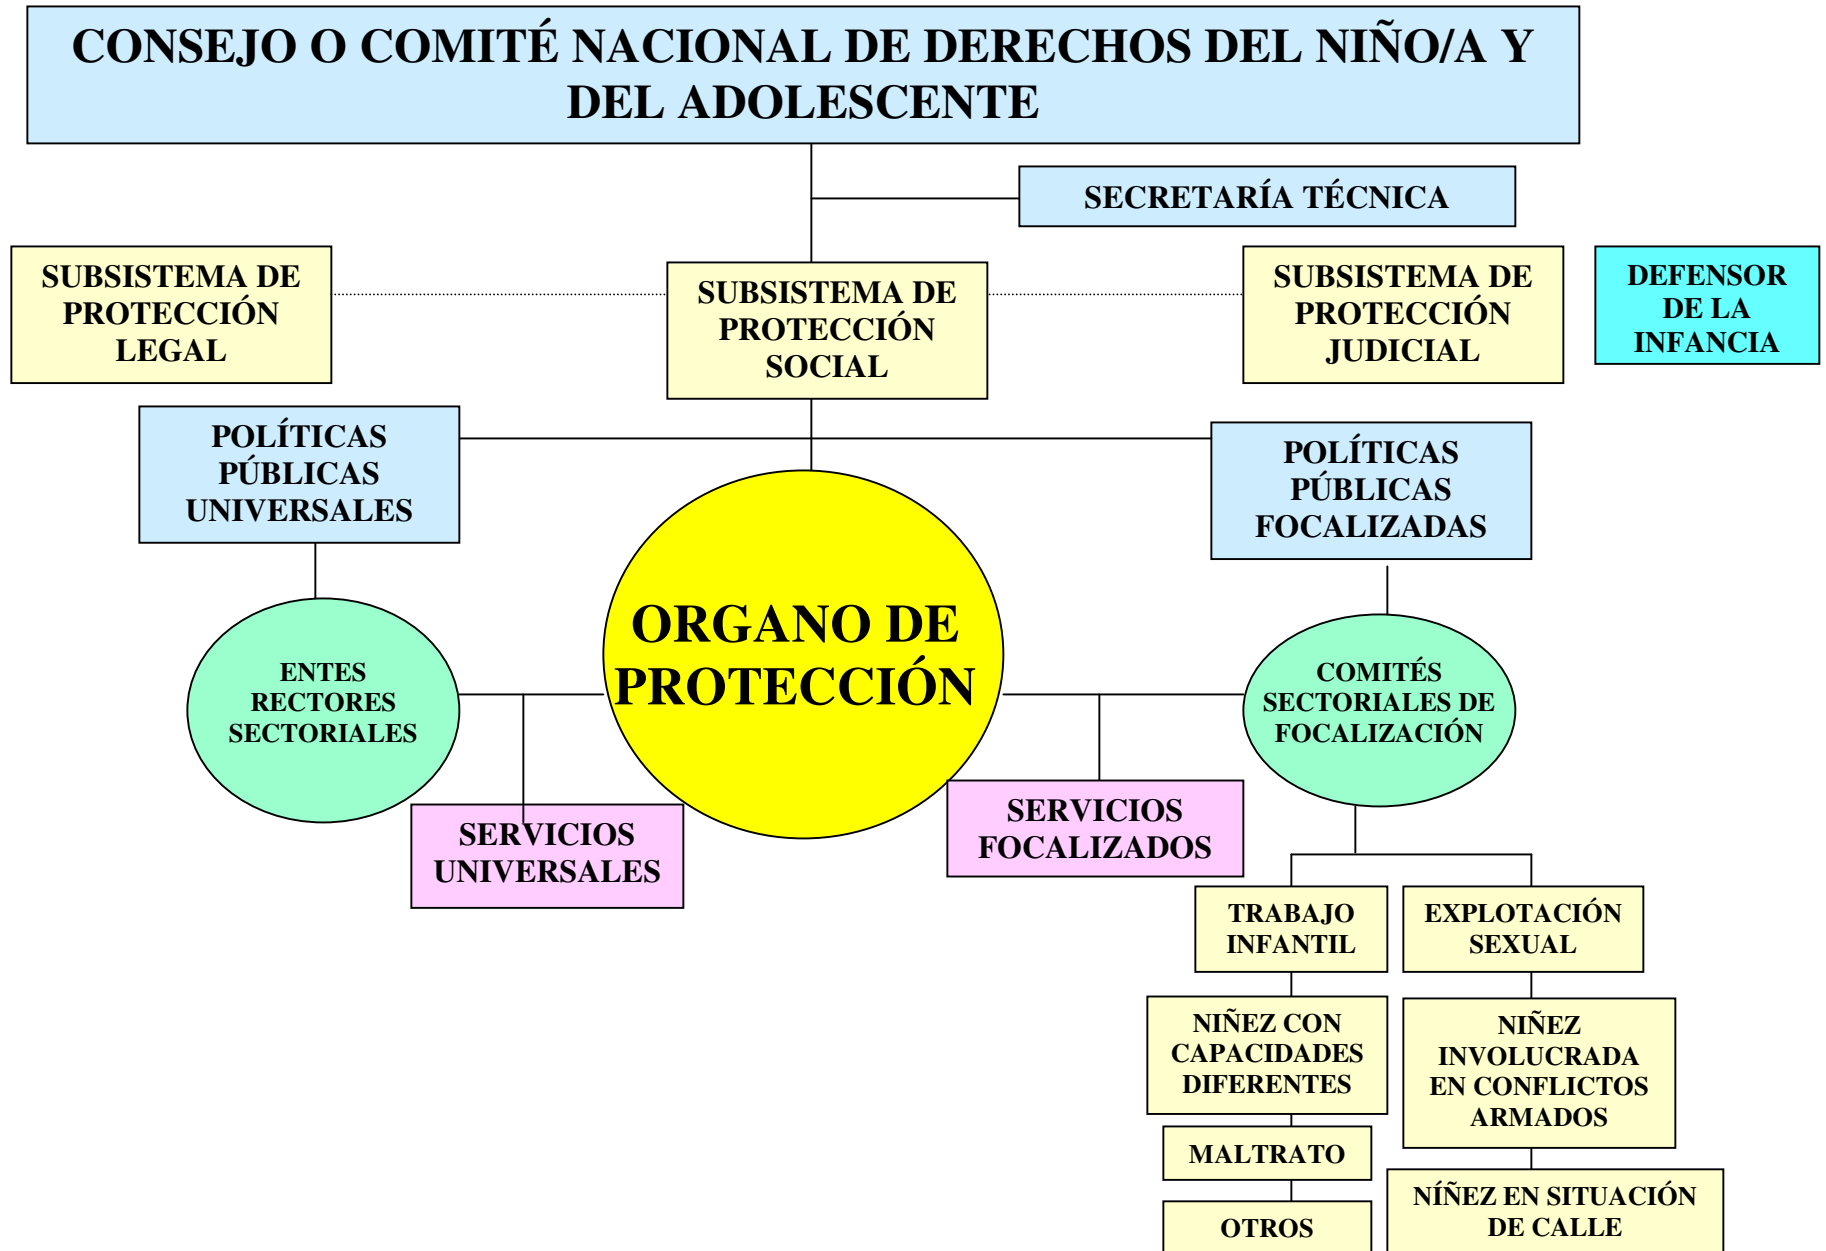 CONSEJO O COMITÉ NACIONAL DE DERECHOS DEL NIÑO/A Y
DEL ADOLESCENTE
SECRETARÍA TÉCNICA
SUBSISTEMA DE
PROTECCIÓN
LEGAL
SUBSISTEMA DE
PROTECCIÓN
SOCIAL
SUBSISTEMA DE
PROTECCIÓN
JUDICIAL
DEFENSOR
DE LA
INFANCIA
POLÍTICAS
PÚBLICAS
UNIVERSALES
POLÍTICAS
PÚBLICAS
FOCALIZADAS
ORGANO DE
PROTECCIÓN
ENTES
RECTORES
SECTORIALES
COMITÉS
SECTORIALES DE
FOCALIZACIÓN
SERVICIOS
UNIVERSALES
SERVICIOS
FOCALIZADOS
TRABAJO
INFANTIL
EXPLOTACIÓN
SEXUAL
NIÑEZ CON
CAPACIDADES
DIFERENTES
NIÑEZ
INVOLUCRADA
EN CONFLICTOS
ARMADOS
MALTRATO
NÍÑEZ EN SITUACIÓN
DE CALLE
OTROS